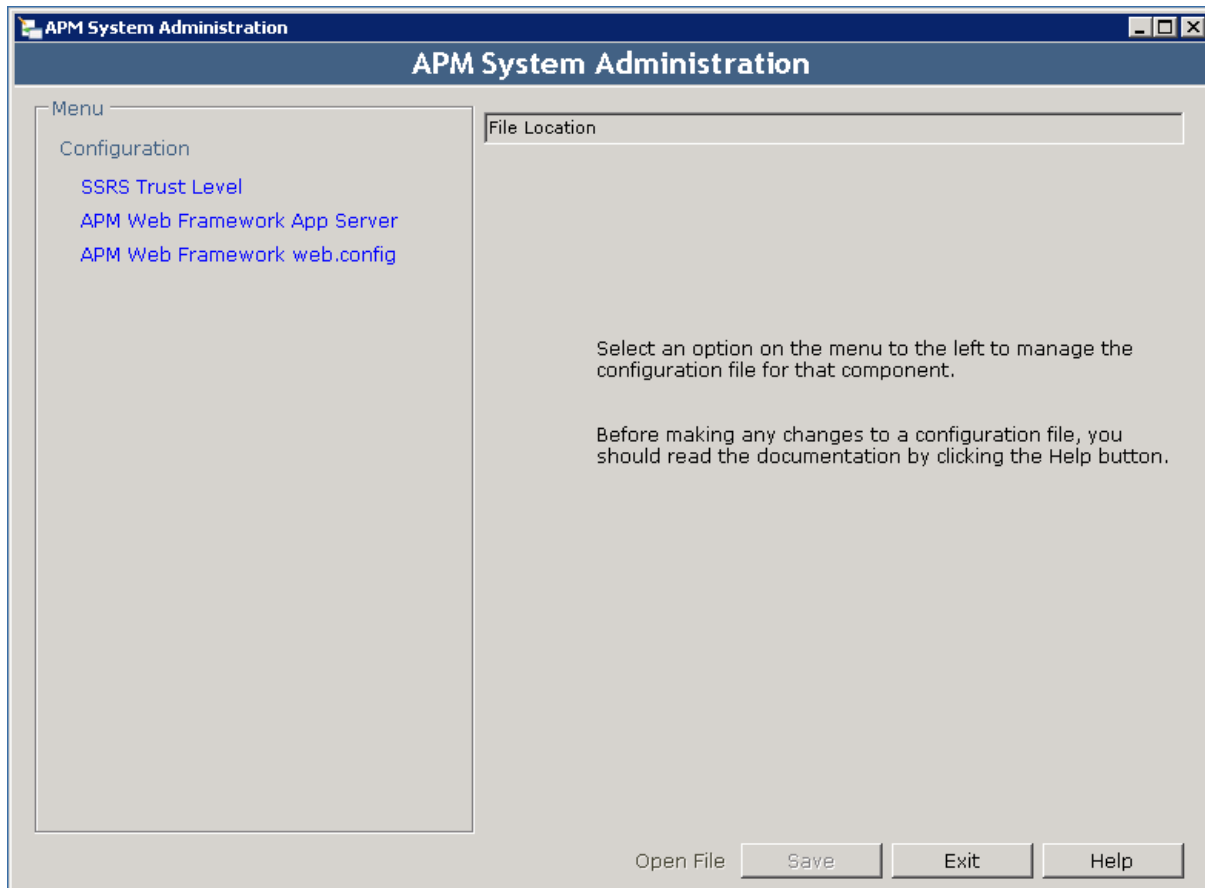 APM System Administration
APM System Administration
Menu
Configuration
SSRS Trust Level
APM Web Framework App Server
APM Web Framework web.config
File Location
Select an option on the menu to the left to manage the
configuration file for that component.
Before making any changes to a configuration file, you
should read the documentation by clicking the Help button.
Open File Save Exit Help